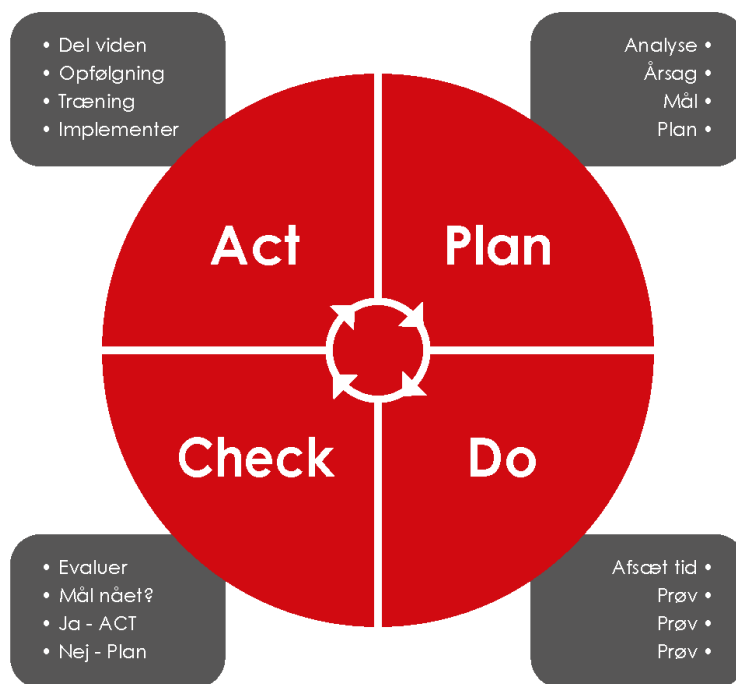 • Del viden
• Opfølgning
• Træning
• Implementer
Analyse •
Årsag •
Mål •
Plan •
Act
Plan
Check
Do
• Evaluer
• Mål nået?
• Ja - ACT
• Nej - Plan
Afsæt tid •
Prøv •
Prøv •
Prøv •